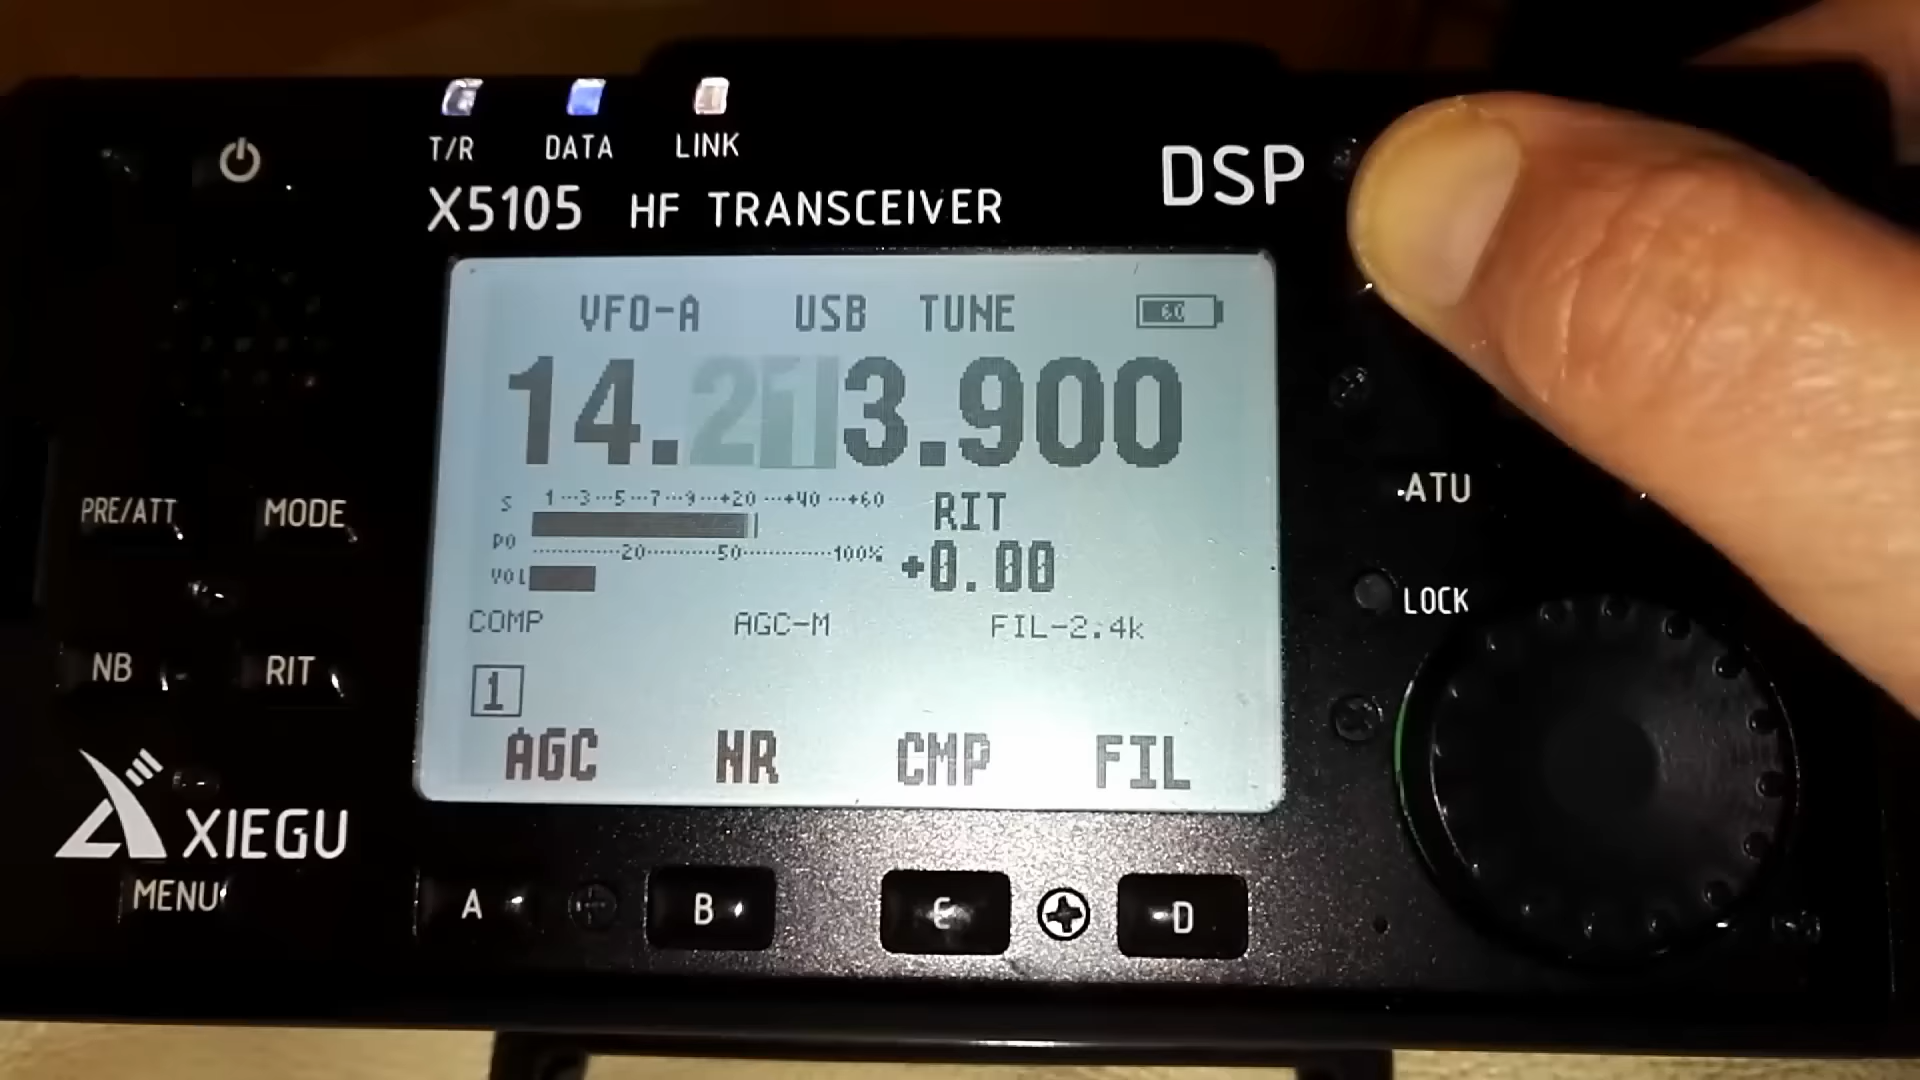 T/R DATA LINK
X5105 HF TRANSCEIVER DSP
VFO-A USB TUNE
14. 3.900
S 1 3 5 7 9 +20 +40 +60
RIT
PO 20 50 100%
+0.00
VOL
COMP AGC-M FIL-2.4k
1
AGC NR CMP FIL
PRE/ATT MODE
NB RIT
XIEGU
MENU
A B C D
ATU
LOCK